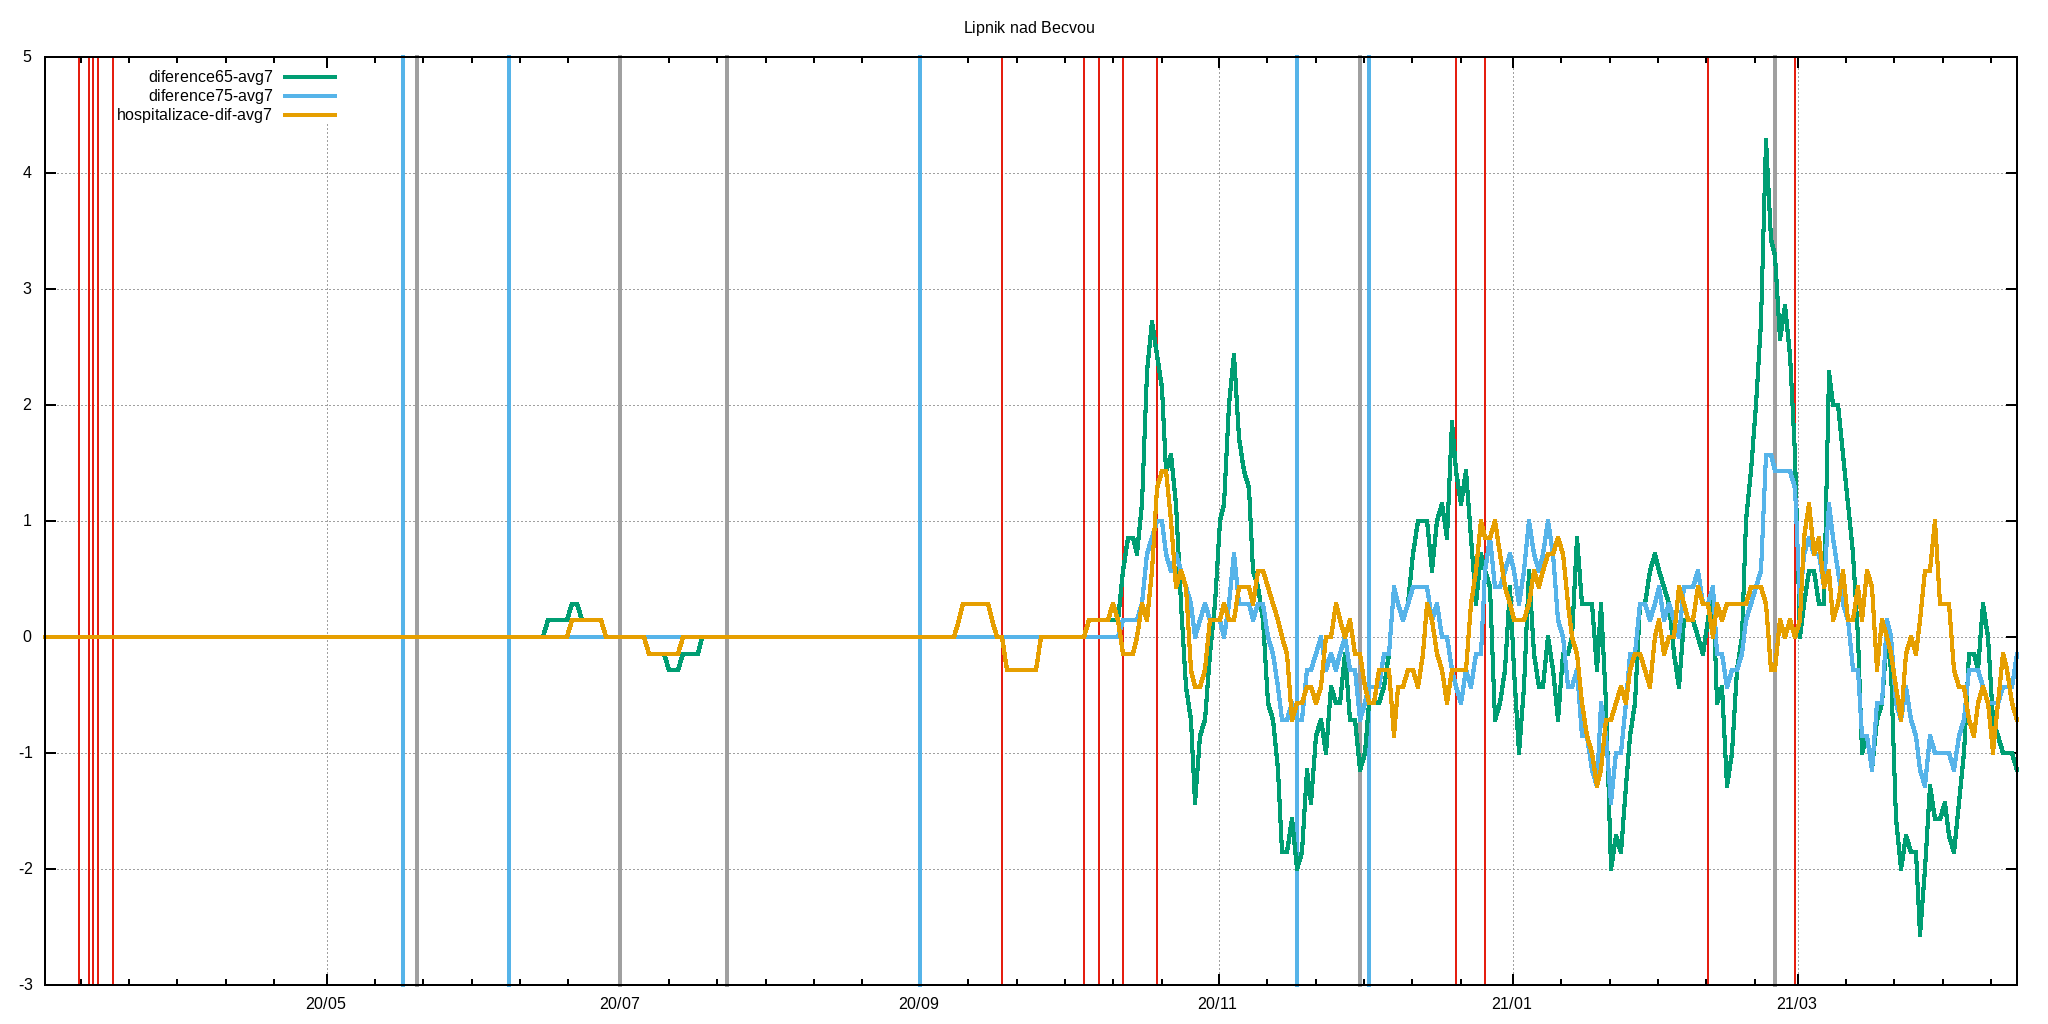 Lipnik nad Becvou
5
diference65-avg7
diference75-avg7
hospitalizace-dif-avg7
4
3
2
1
0
-1
-2
-3
20/05 20/07 20/09 20/11 21/01 21/03